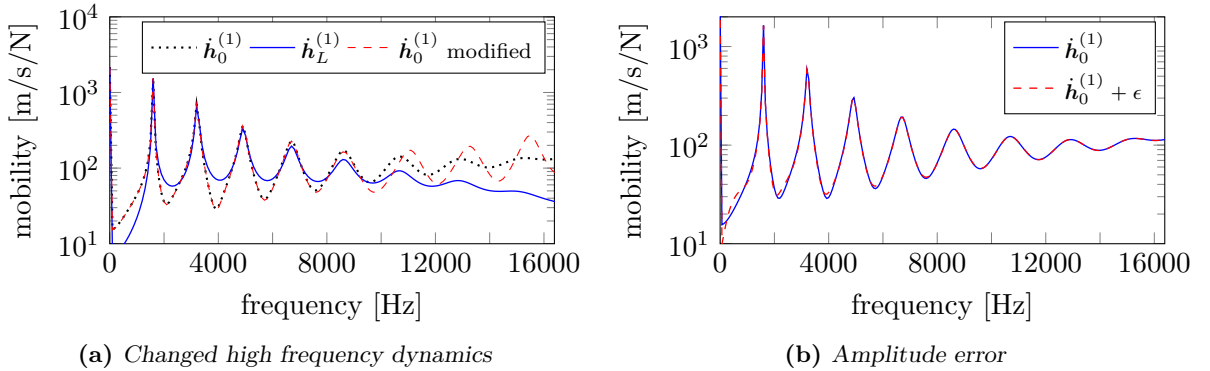 10^4
10^3
10^2
10^1
mobility [m/s/N]
ḣ_0^(1) ḣ_L^(1) ḣ_0^(1) modified
0 4000 8000 12000 16000
frequency [Hz]
(a) Changed high frequency dynamics
10^3
10^2
10^1
mobility [m/s/N]
ḣ_0^(1)
ḣ_0^(1) + ϵ
0 4000 8000 12000 16000
frequency [Hz]
(b) Amplitude error